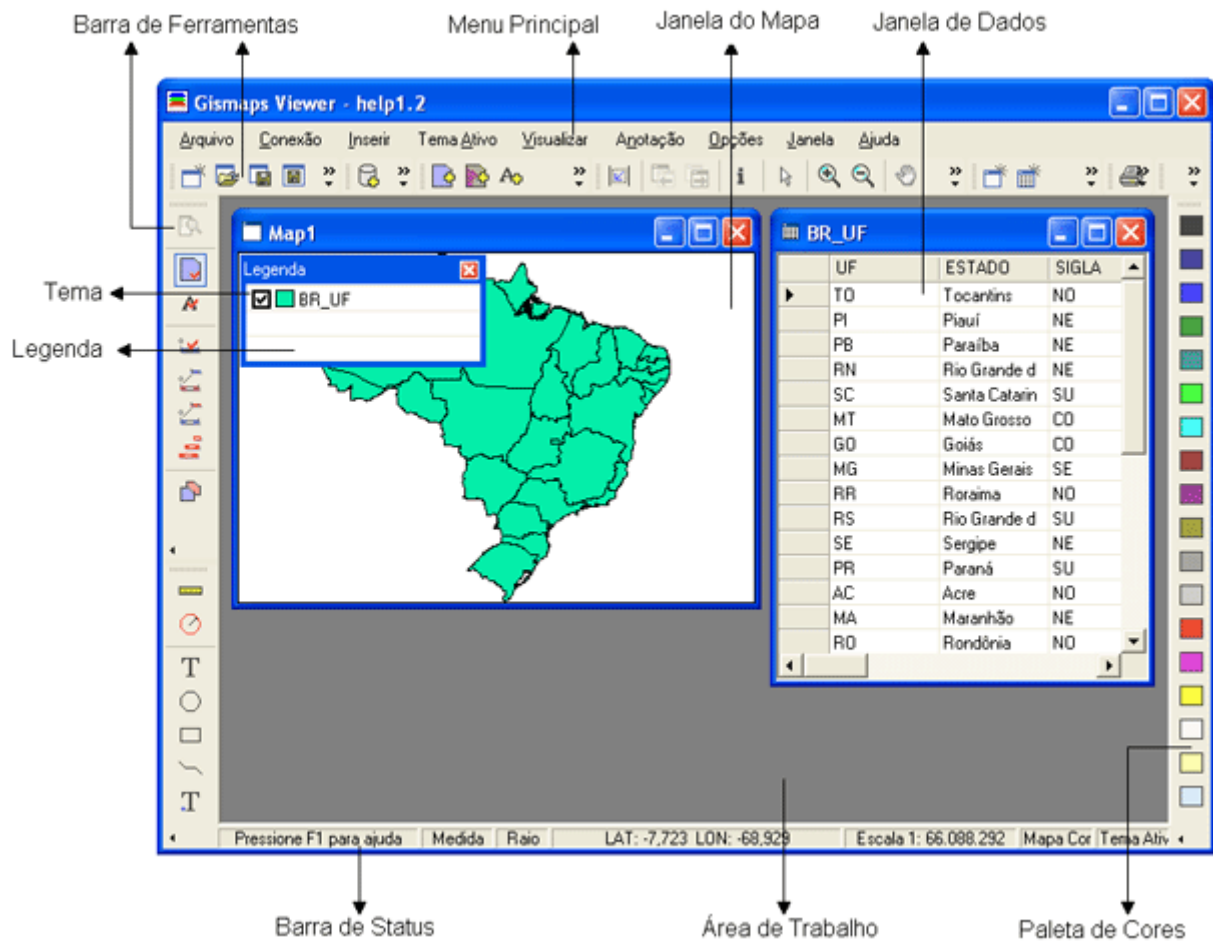 Barra de Ferramentas
Menu Principal
Janela do Mapa
Janela de Dados
Gismaps Viewer - help1.2
Arquivo Conexão Inserir Tema Ativo Visualizar Anotação Opções Janela Ajuda
Map1
Legenda
BR_UF
BR_UF
UF ESTADO SIGLA
TO Tocantins NO
PI Piauí NE
PB Paraíba NE
RN Rio Grande d NE
SC Santa Catarin SU
MT Mato Grosso CO
GO Goiás CO
MG Minas Gerais SE
RR Roraima NO
RS Rio Grande d SU
SE Sergipe NE
PR Paraná SU
AC Acre NO
MA Maranhão NE
RO Rondônia NO
Tema
Legenda
T
T
Pressione F1 para ajuda Medida Raio LAT: -7,723 LON: -68,929 Escala 1: 66.088.292 Mapa Cor Tema Ativ
Barra de Status
Área de Trabalho
Paleta de Cores